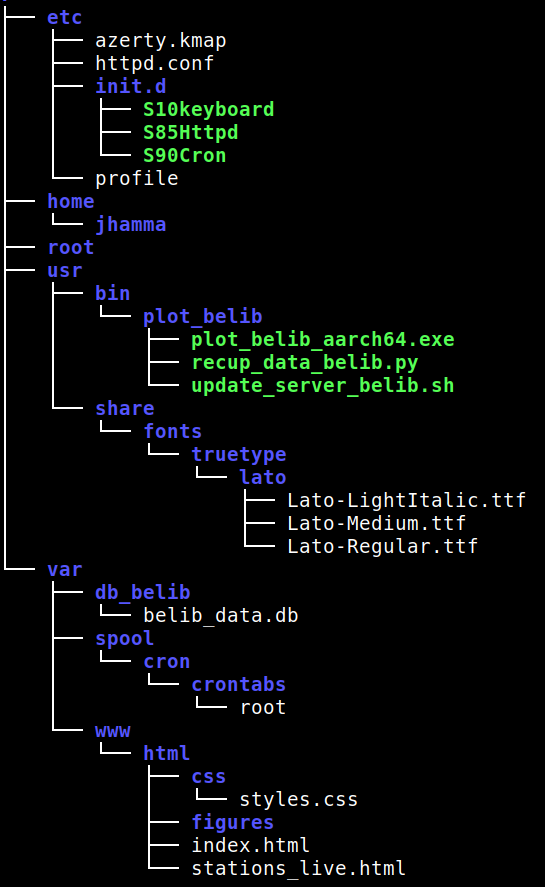 etc
azerty.kmap
httpd.conf
init.d
S10keyboard
S85Httpd
S90Cron
profile
home
jhamma
root
usr
bin
plot_belib
plot_belib_aarch64.exe
recup_data_belib.py
update_server_belib.sh
share
fonts
truetype
lato
Lato-LightItalic.ttf
Lato-Medium.ttf
Lato-Regular.ttf
var
db_belib
belib_data.db
spool
cron
crontabs
root
www
html
css
styles.css
figures
index.html
stations_live.html